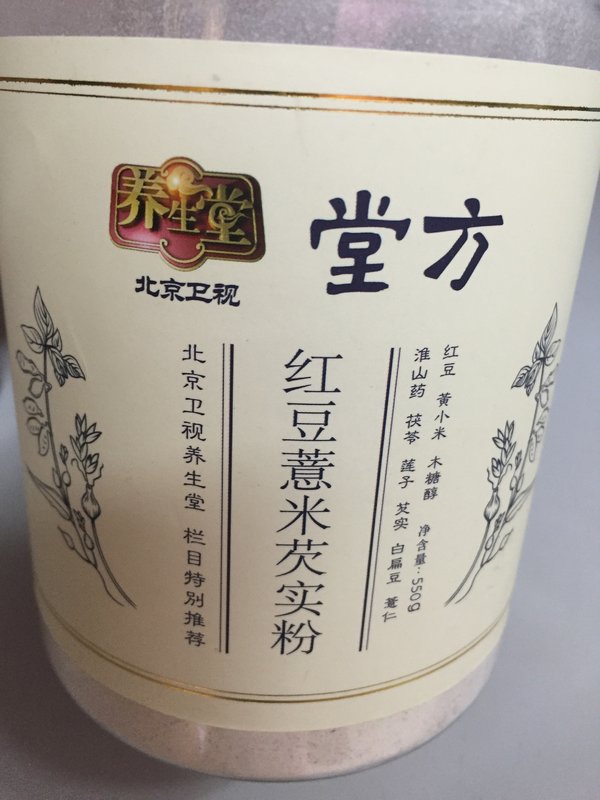 养生堂
北京卫视
堂方
红豆 黄小米 木糖醇 净含量:550g
淮山药 茯苓 莲子 芡实 白扁豆 薏仁
红豆薏米芡实粉
北京卫视养生堂 栏目特别推荐